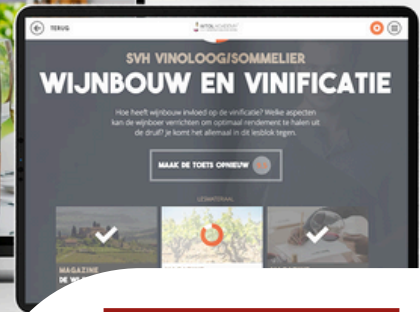 TERUG
SVH VINOLOOG/SOMMELIER
WIJNBOUW EN VINIFICATIE
Hoe heeft wijnbouw invloed op de vinificatie? Welke aspecten
kan de wijnboer verrichten om optimaal rendement te halen uit
de druif? Je komt het allemaal in dit lesblok tegen.
MAAK DE TOETS OPNIEUW
LESMATERIAAL
MAGAZINE
DE